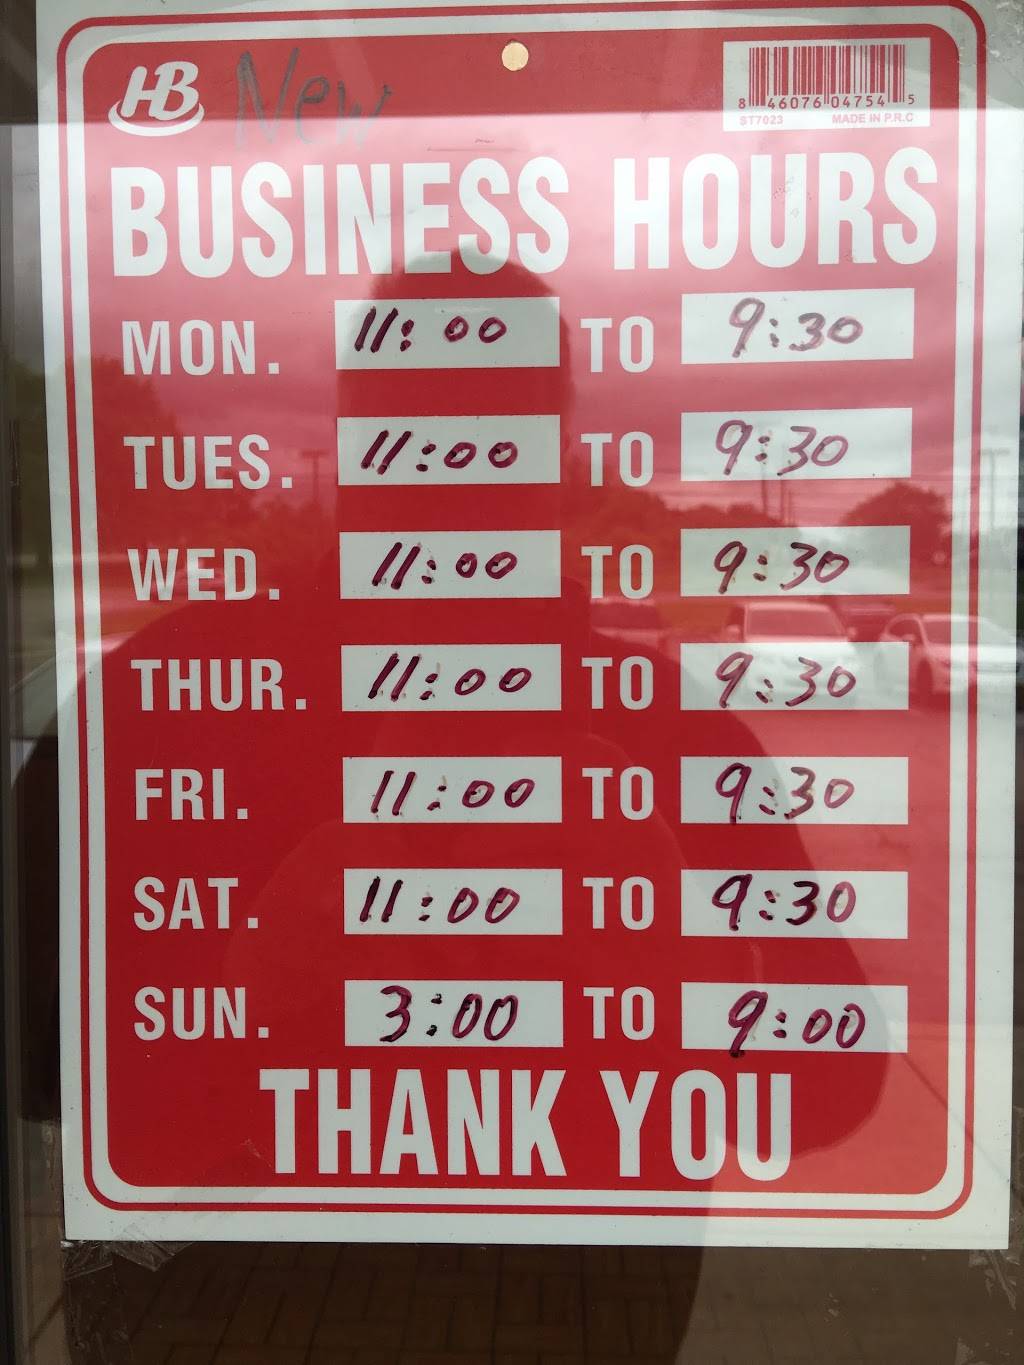 HB New
8 46076 04754 5
ST7023 MADE IN P.R.C
BUSINESS HOURS
MON. 11:00 TO 9:30
TUES. 11:00 TO 9:30
WED. 11:00 TO 9:30
THUR. 11:00 TO 9:30
FRI. 11:00 TO 9:30
SAT. 11:00 TO 9:30
SUN. 3:00 TO 9:00
THANK YOU